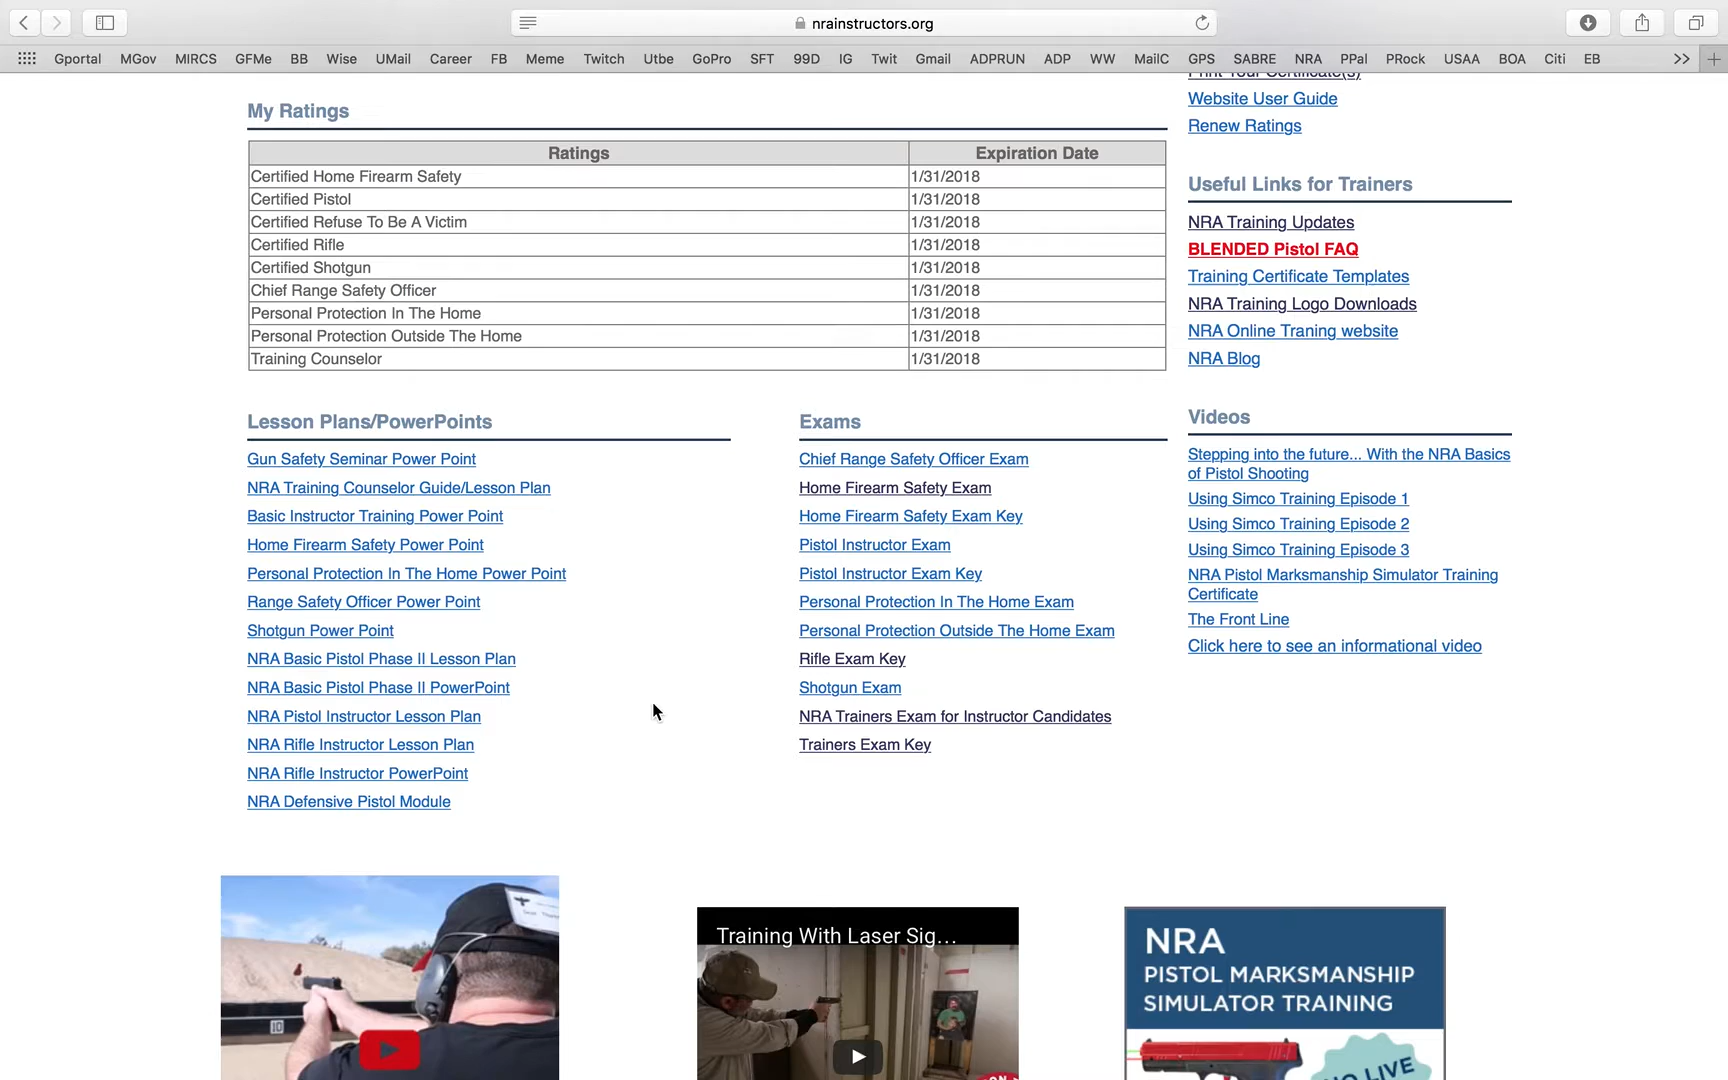 nrainstructors.org
Gportal MGov MIRCS GFMe BB Wise UMail Career FB Meme Twitch Utbe GoPro SFT 99D IG Twit Gmail ADPRUN ADP WW MailC GPS SABRE NRA PPal PRock USAA BOA Citi EB
Print Your Certificate(s)
Website User Guide
Renew Ratings
My Ratings
Ratings Expiration Date
Certified Home Firearm Safety 1/31/2018
Certified Pistol 1/31/2018
Certified Refuse To Be A Victim 1/31/2018
Certified Rifle 1/31/2018
Certified Shotgun 1/31/2018
Chief Range Safety Officer 1/31/2018
Personal Protection In The Home 1/31/2018
Personal Protection Outside The Home 1/31/2018
Training Counselor 1/31/2018
Useful Links for Trainers
NRA Training Updates
BLENDED Pistol FAQ
Training Certificate Templates
NRA Training Logo Downloads
NRA Online Traning website
NRA Blog
Lesson Plans/PowerPoints
Gun Safety Seminar Power Point
NRA Training Counselor Guide/Lesson Plan
Basic Instructor Training Power Point
Home Firearm Safety Power Point
Personal Protection In The Home Power Point
Range Safety Officer Power Point
Shotgun Power Point
NRA Basic Pistol Phase II Lesson Plan
NRA Basic Pistol Phase II PowerPoint
NRA Pistol Instructor Lesson Plan
NRA Rifle Instructor Lesson Plan
NRA Rifle Instructor PowerPoint
NRA Defensive Pistol Module
Exams
Chief Range Safety Officer Exam
Home Firearm Safety Exam
Home Firearm Safety Exam Key
Pistol Instructor Exam
Pistol Instructor Exam Key
Personal Protection In The Home Exam
Personal Protection Outside The Home Exam
Rifle Exam Key
Shotgun Exam
NRA Trainers Exam for Instructor Candidates
Trainers Exam Key
Videos
Stepping into the future... With the NRA Basics
of Pistol Shooting
Using Simco Training Episode 1
Using Simco Training Episode 2
Using Simco Training Episode 3
NRA Pistol Marksmanship Simulator Training
Certificate
The Front Line
Click here to see an informational video
10
Training With Laser Sig...
NRA
PISTOL MARKSMANSHIP
SIMULATOR TRAINING
NO LIVE